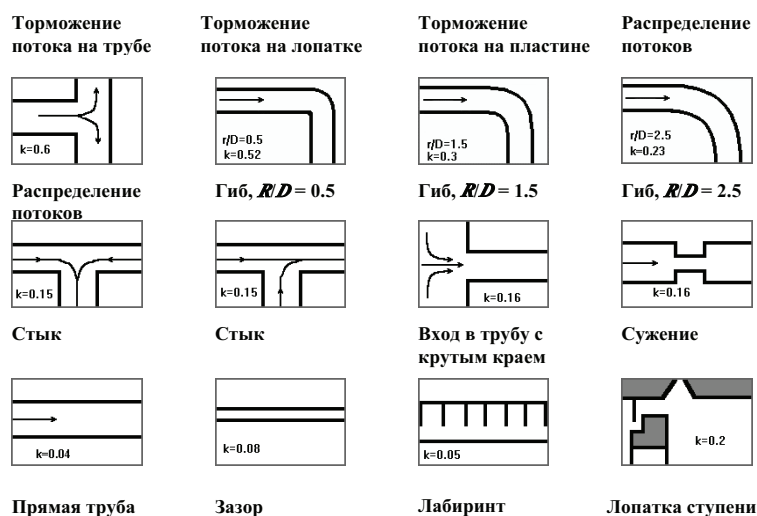 Торможение
потока на трубе
Торможение
потока на лопатке
Торможение
потока на пластине
Распределение
потоков
k=0.6
r/D=0.5
k=0.52
r/D=1.5
k=0.3
r/D=2.5
k=0.23
Распределение
потоков
Гиб, R/D = 0.5
Гиб, R/D = 1.5
Гиб, R/D = 2.5
k=0.15
k=0.15
k=0.16
k=0.16
Стык
Стык
Вход в трубу с
крутым краем
Сужение
k=0.04
k=0.08
k=0.05
k=0.2
Прямая труба
Зазор
Лабиринт
Лопатка ступени